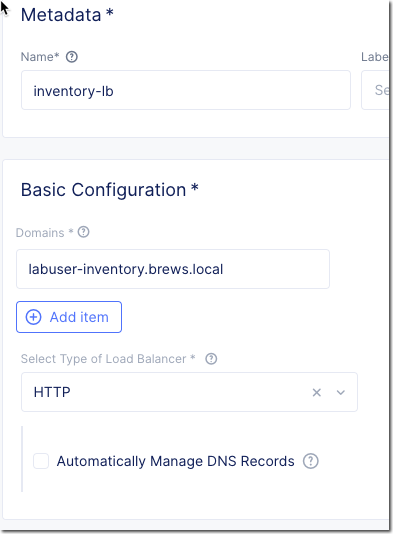 Metadata *
Name*
Labe
inventory-lb
Se
Basic Configuration *
Domains *
labuser-inventory.brews.local
Add item
Select Type of Load Balancer *
HTTP
Automatically Manage DNS Records